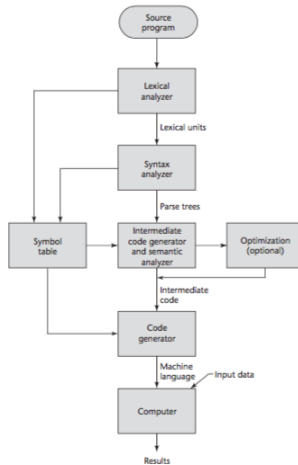 Source
program
Lexical
analyzer
Lexical units
Syntax
analyzer
Parse trees
Symbol
table
Intermediate
code generator
and semantic
analyzer
Optimization
(optional)
Intermediate
code
Code
generator
Machine
language
Input data
Computer
Results